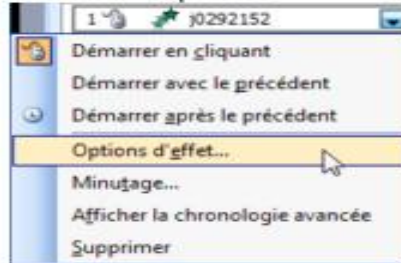 1 j0292152
Démarrer en cliquant
Démarrer avec le précédent
Démarrer après le précédent
Options d'effet...
Minutage...
Afficher la chronologie avancée
Supprimer